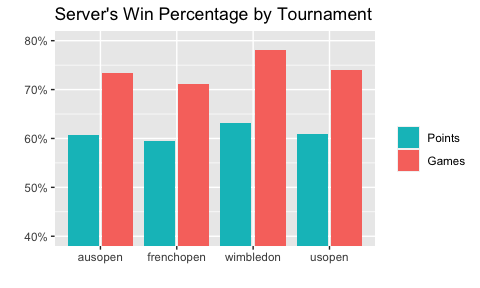 Server's Win Percentage by Tournament
80%
70%
60%
50%
40%
ausopen frenchopen wimbledon usopen
Points
Games